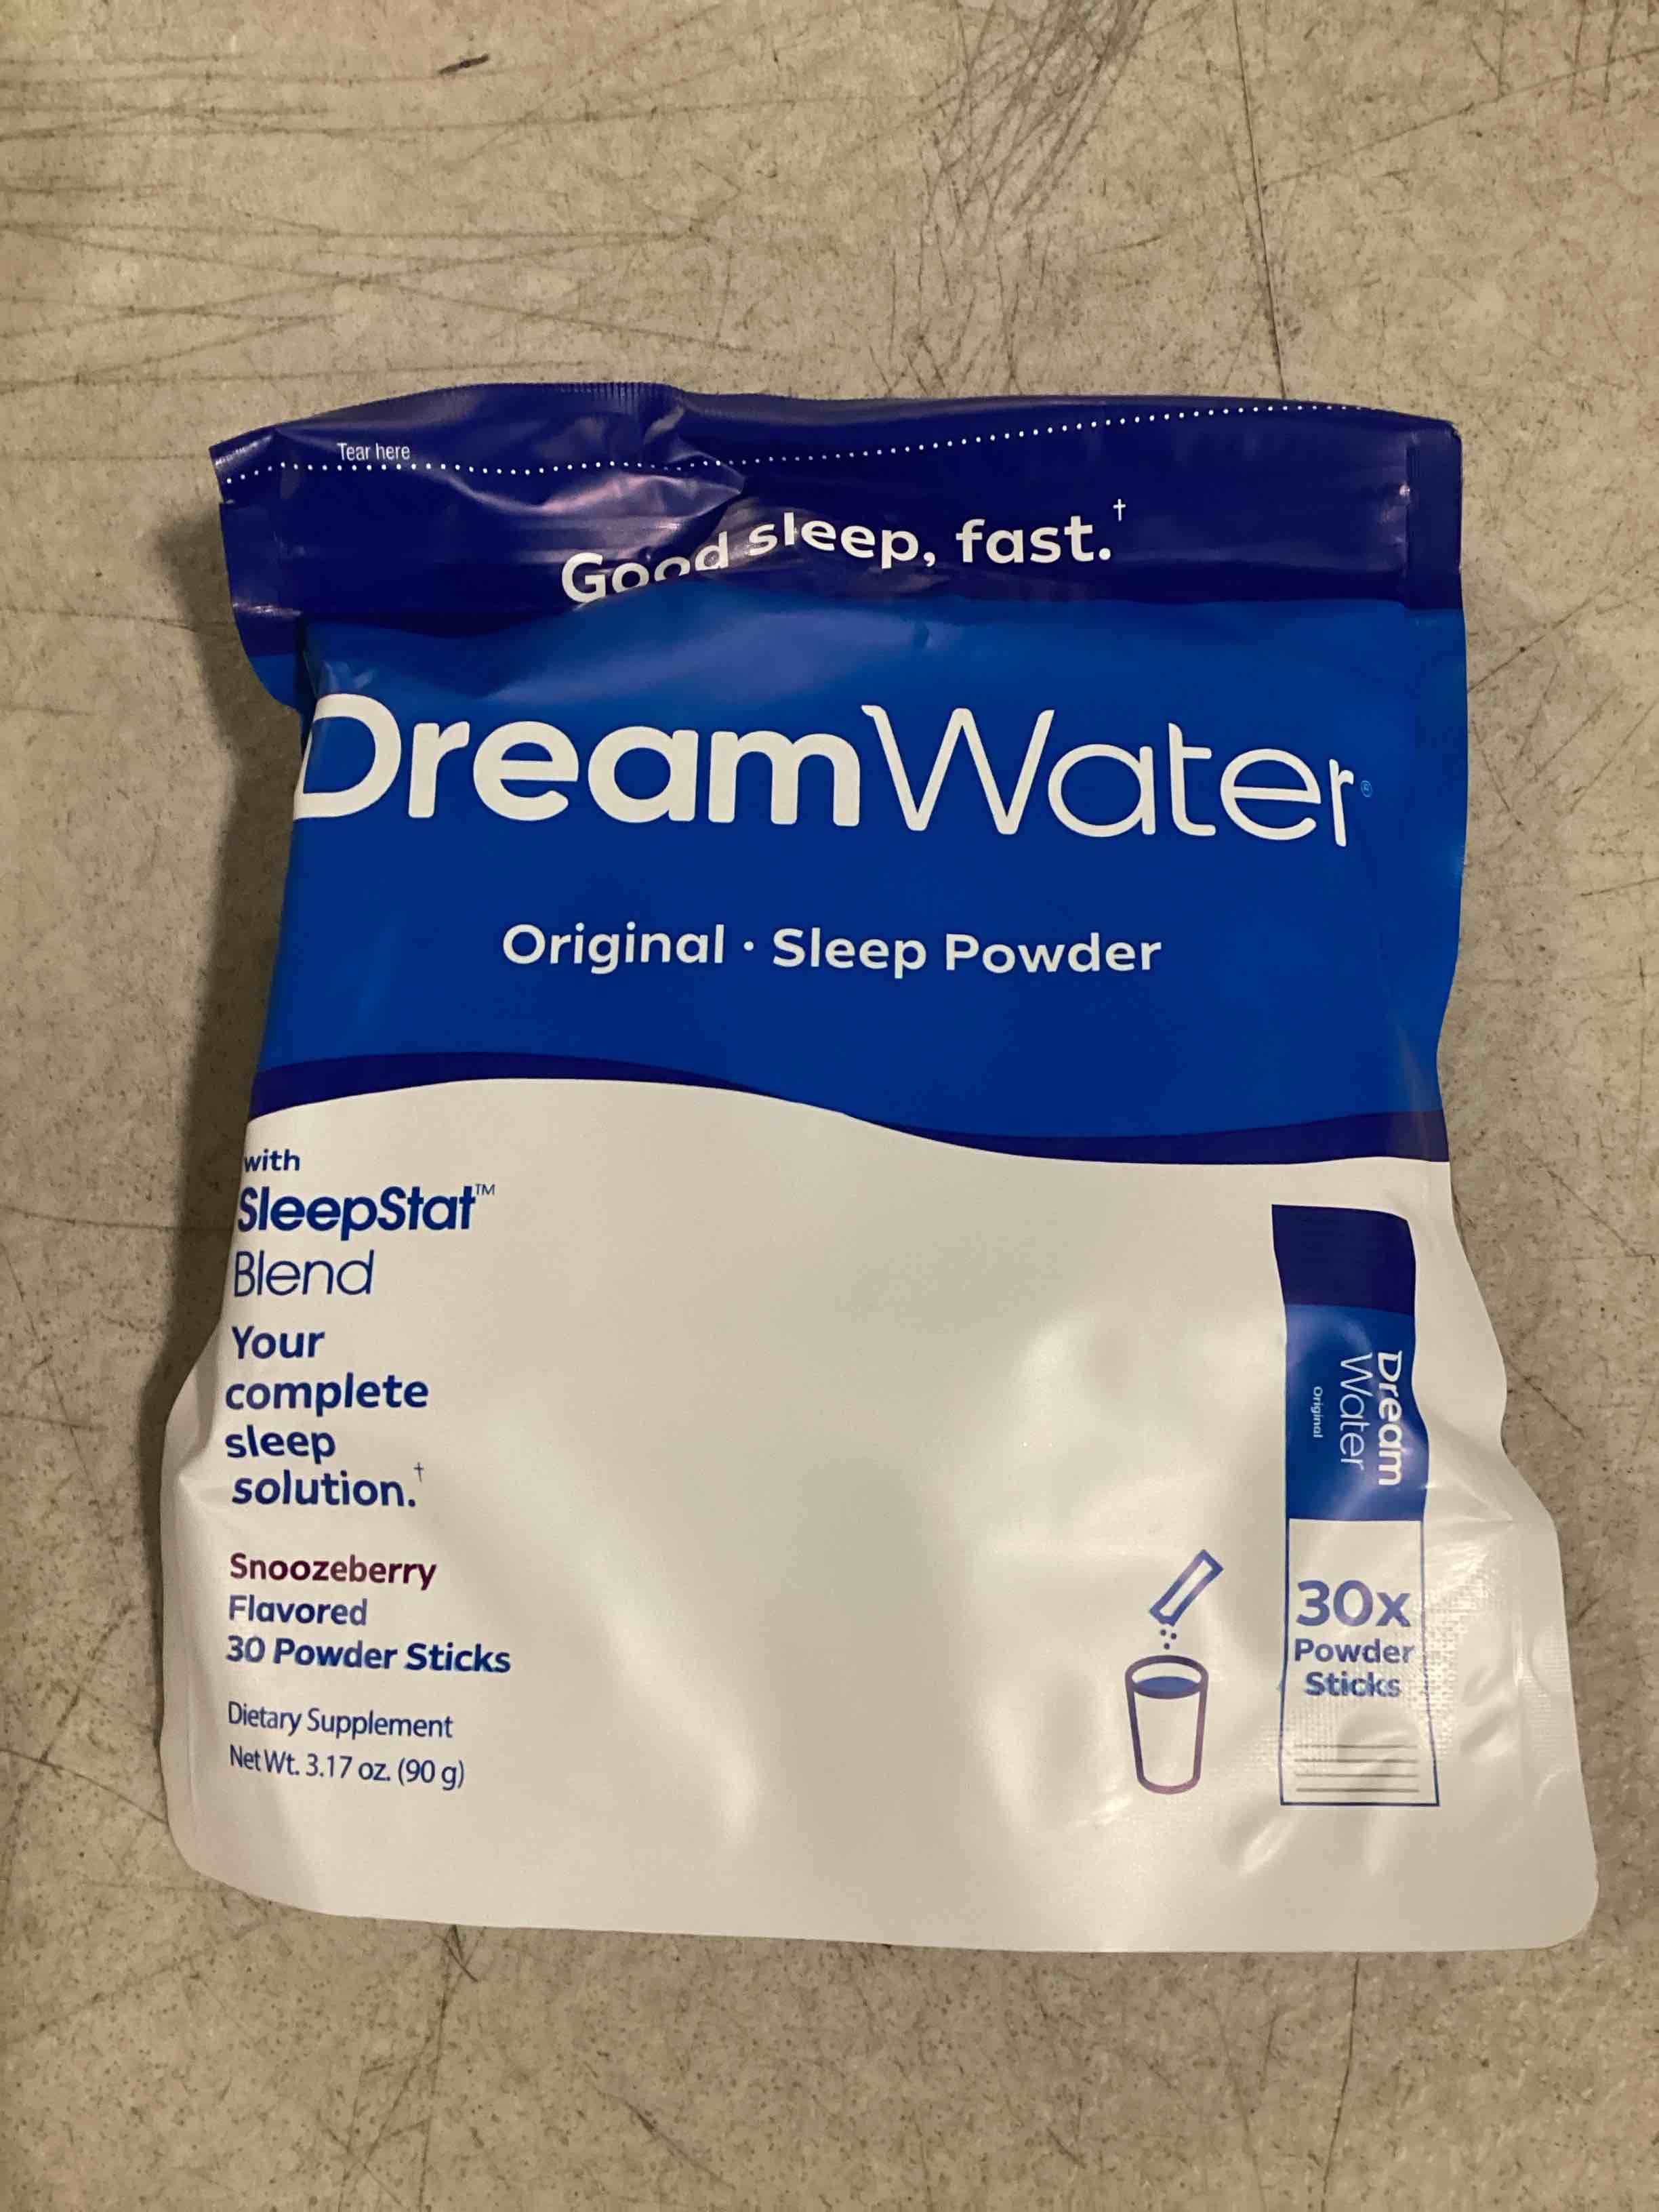 Tear here
Good sleep, fast.†
DreamWater®
Original · Sleep Powder
with
SleepStat™
Blend
Your
complete
sleep
solution.†
Snoozeberry
Flavored
30 Powder Sticks
Dietary Supplement
Net Wt. 3.17 oz. (90 g)
Dream
Water
Original
30x
Powder
Sticks